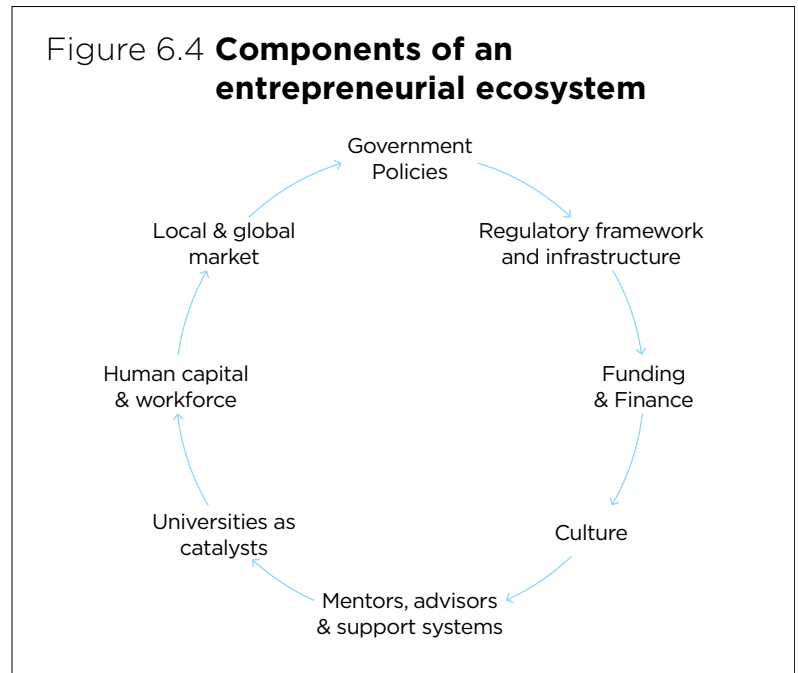 Figure 6.4 Components of an
entrepreneurial ecosystem
Government
Policies
Regulatory framework
and infrastructure
Funding
& Finance
Culture
Mentors, advisors
& support systems
Universities as
catalysts
Human capital
& workforce
Local & global
market